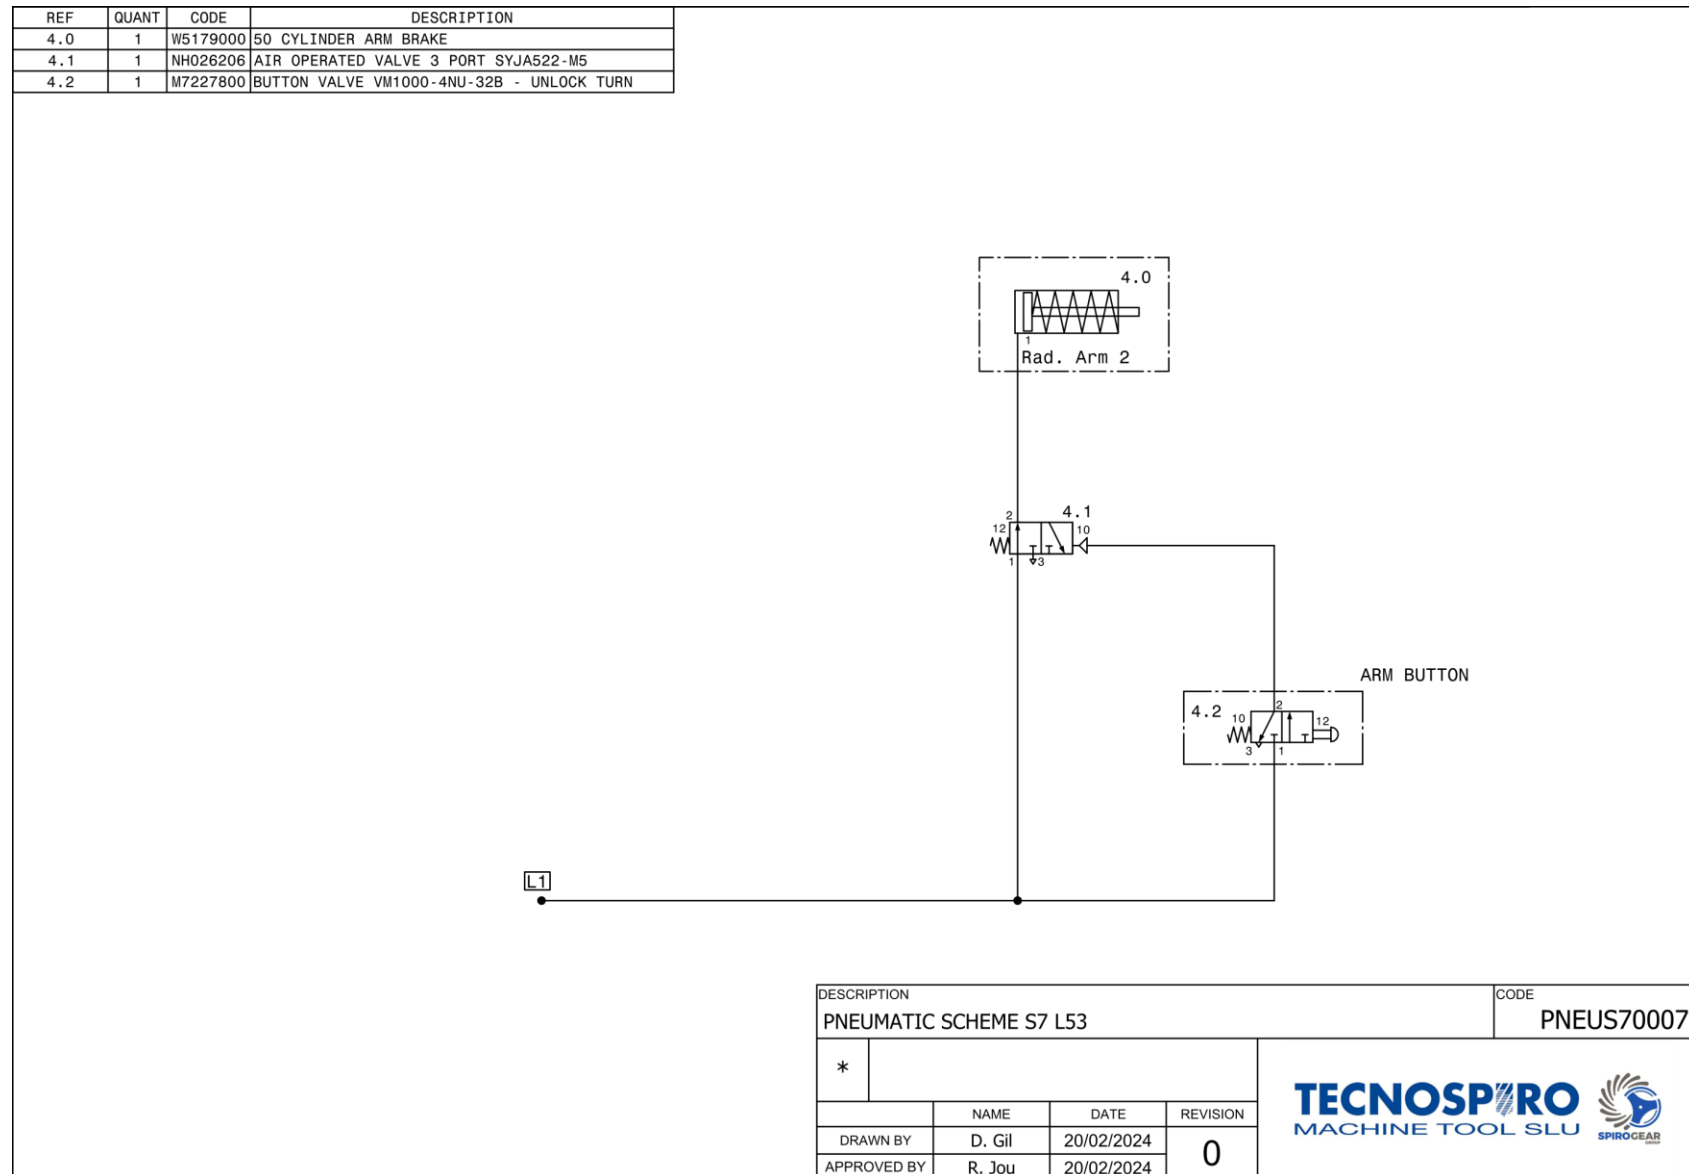 REF QUANT CODE DESCRIPTION
4.0 1 W5179000 50 CYLINDER ARM BRAKE
4.1 1 NH026206 AIR OPERATED VALVE 3 PORT SYJA522-M5
4.2 1 M7227800 BUTTON VALVE VM1000-4NU-32B - UNLOCK TURN
4.0
1
Rad. Arm 2
2 4.1
12 10
1 3
ARM BUTTON
4.2 10 2 12
3 1
L1
DESCRIPTION CODE
PNEUMATIC SCHEME S7 L53 PNEUS70007
*
NAME DATE REVISION
DRAWN BY D. Gil 20/02/2024 0
APPROVED BY R. Jou 20/02/2024
TECNOSPIRO
MACHINE TOOL SLU
SPIROGEAR
GROUP